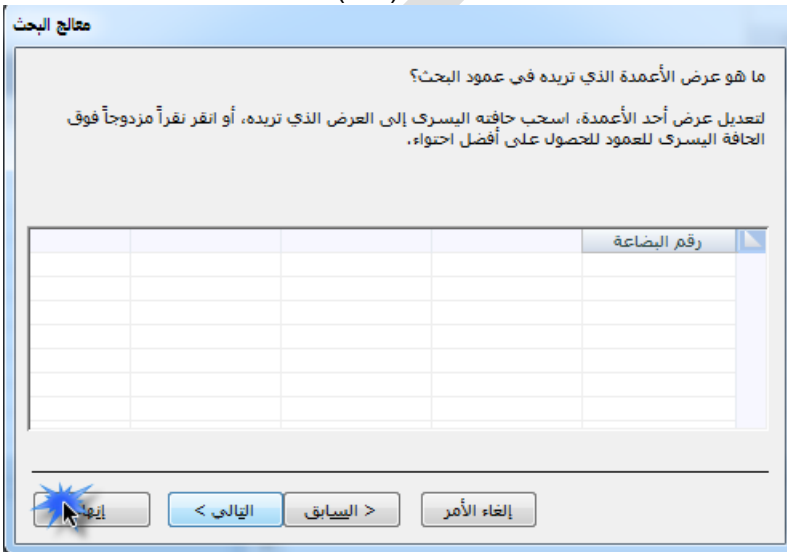 معالج البحث
ما هو عرض الأعمدة الذي تريده في عمود البحث؟
لتعديل عرض أحد الأعمدة، اسحب حافته اليسرى إلى العرض الذي تريده، أو انقر نقراً مزدوجاً فوق
الحافة اليسرى للعمود للحصول على أفضل احتواء.
رقم البضاعة
إلغاء الأمر
< السابق
التالي >